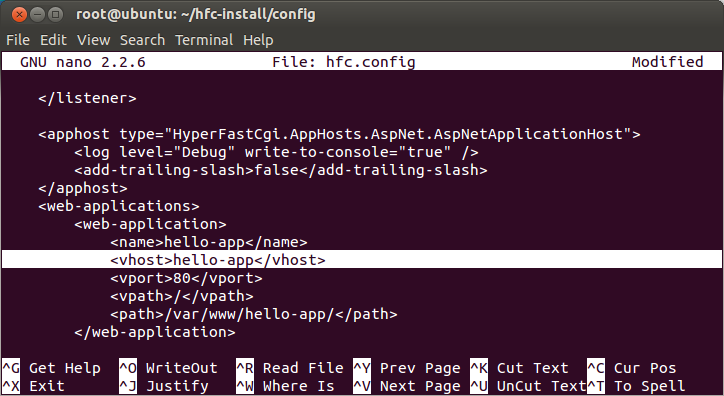 root@ubuntu: ~/hfc-install/config
File Edit View Search Terminal Help
GNU nano 2.2.6 File: hfc.config Modified
</listener>
<apphost type="HyperFastCgi.AppHosts.AspNet.AspNetApplicationHost">
<log level="Debug" write-to-console="true" />
<add-trailing-slash>false</add-trailing-slash>
</apphost>
<web-applications>
<web-application>
<name>hello-app</name>
<vhost>hello-app</vhost>
<vport>80</vport>
<vpath>/</vpath>
<path>/var/www/hello-app/</path>
</web-application>
^G Get Help ^O WriteOut ^R Read File ^Y Prev Page ^K Cut Text ^C Cur Pos
^X Exit ^J Justify ^W Where Is ^V Next Page ^U UnCut Text ^T To Spell